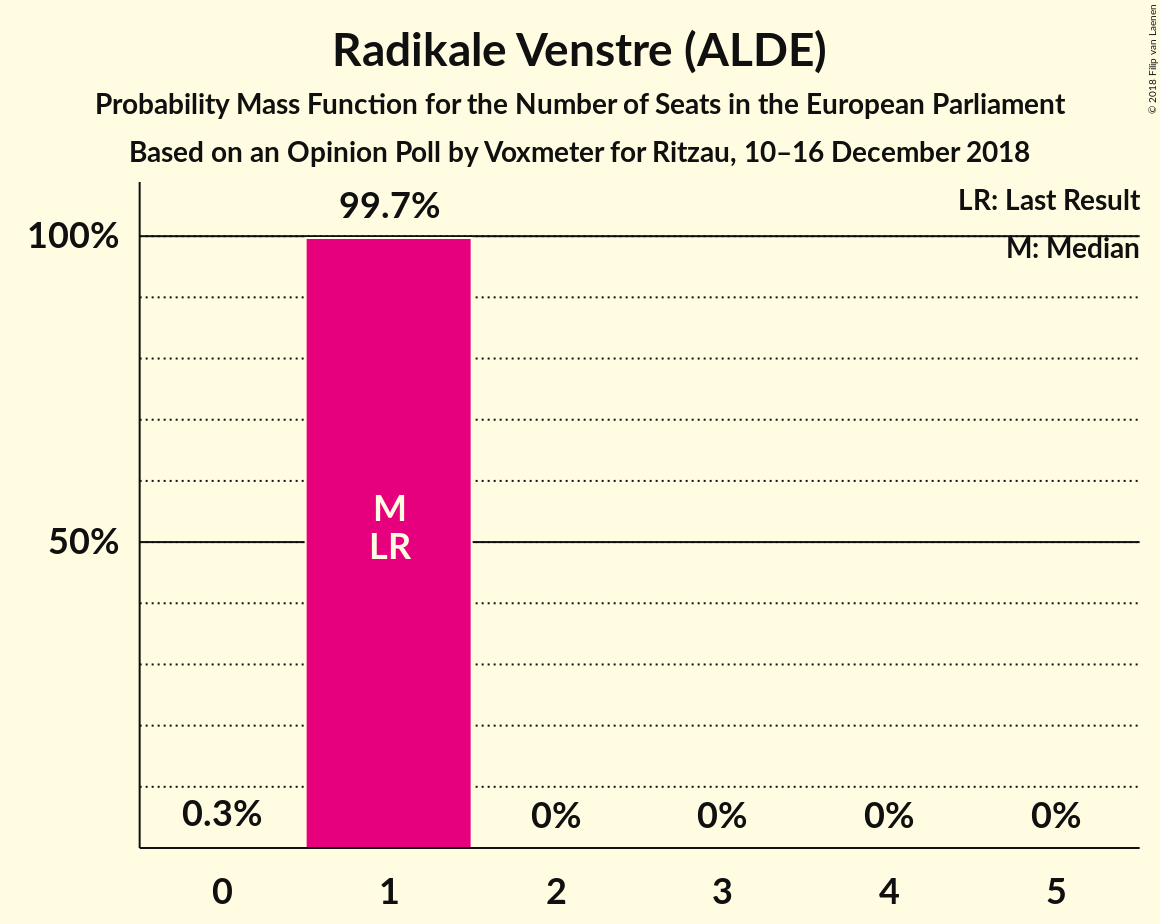 Radikale Venstre (ALDE)
Probability Mass Function for the Number of Seats in the European Parliament
Based on an Opinion Poll by Voxmeter for Ritzau, 10–16 December 2018
© 2018 Filip van Laenen
LR: Last Result
M: Median
100%
50%
99.7%
M
LR
0.3%
0%
0%
0%
0%
0
1
2
3
4
5